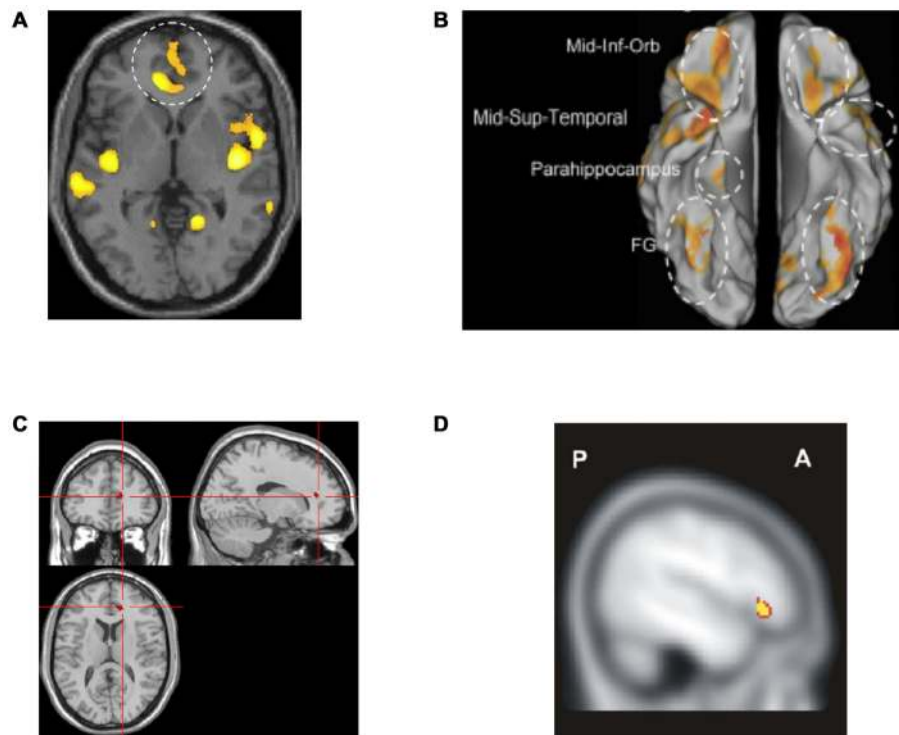 A
B
Mid-Inf-Orb
Mid-Sup-Temporal
Parahippocampus
FG
C
D
P
A